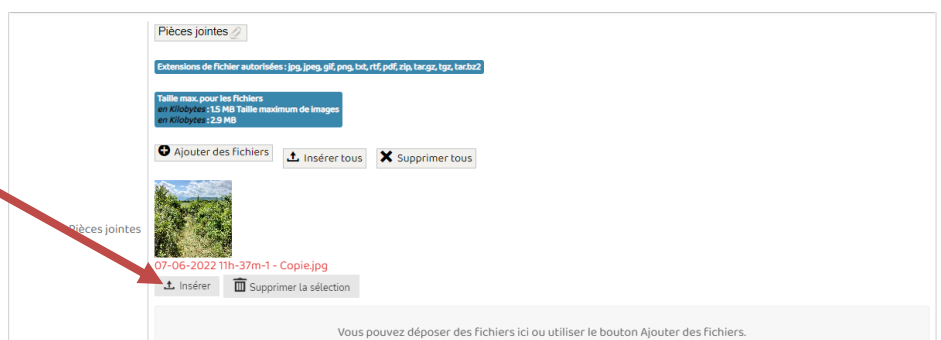 Pièces jointes
Extensions de fichier autorisées : jpg, jpeg, gif, png, txt, rtf, pdf, zip, tar.gz, tgz, tar.bz2
Taille max. pour les fichiers
en Kilobytes : 1.5 MB Taille maximum de images
en Kilobytes : 2.9 MB
Ajouter des fichiers Insérer tous Supprimer tous
Pièces jointes
07-06-2022 11h-37m-1 - Copie.jpg
Insérer Supprimer la sélection
Vous pouvez déposer des fichiers ici ou utiliser le bouton Ajouter des fichiers.